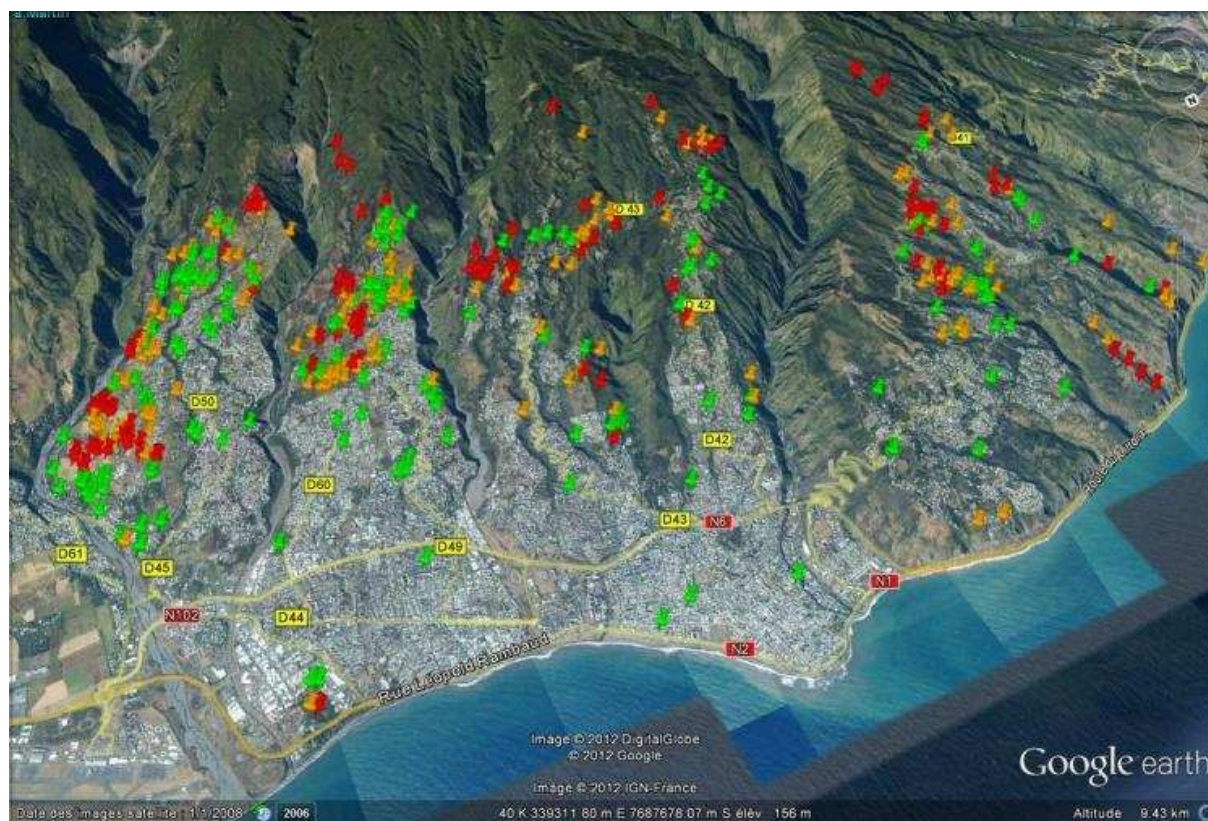 N
D41
D 43
D 42
D50
D42
D60
D43
N6
D49
D61
D45
N1
N102
D44
N2
Rue Léopold Rambaud
Image © 2012 DigitalGlobe
© 2012 Google
Image © 2012 IGN-France
Google earth
Date des images satellite : 1/1/2008
2006
40 K 339311.80 m E 7687678.07 m S élév 156 m
Altitude 9.43 km